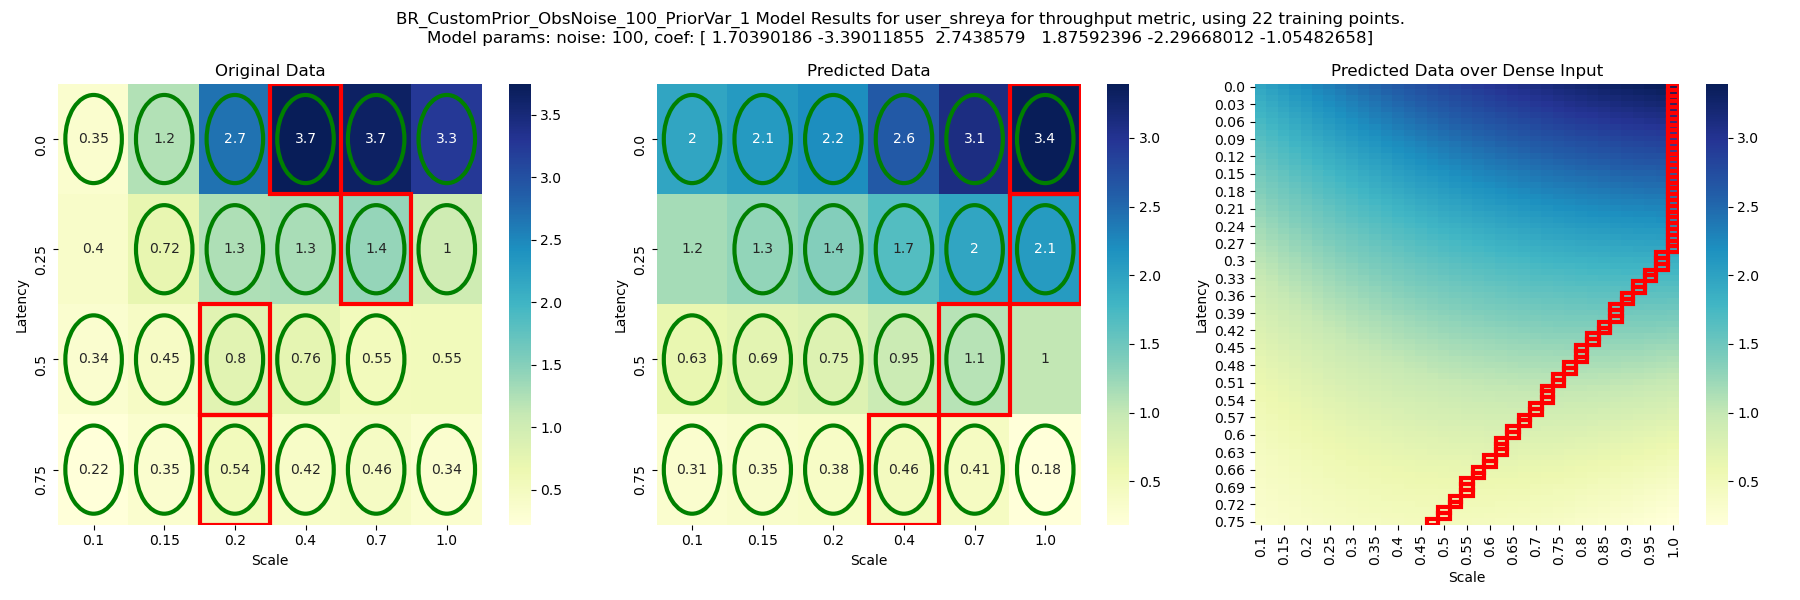 BR_CustomPrior_ObsNoise_100_PriorVar_1 Model Results for user_shreya for throughput metric, using 22 training points.
Model params: noise: 100, coef: [ 1.70390186 -3.39011855  2.7438579   1.87592396 -2.29668012 -1.05482658]
Original Data
Latency
0.0
0.25
0.5
0.75
0.35 1.2 2.7 3.7 3.7 3.3
0.4 0.72 1.3 1.3 1.4 1
0.34 0.45 0.8 0.76 0.55 0.55
0.22 0.35 0.54 0.42 0.46 0.34
0.1 0.15 0.2 0.4 0.7 1.0
Scale
3.5
3.0
2.5
2.0
1.5
1.0
0.5
Predicted Data
Latency
0.0
0.25
0.5
0.75
2 2.1 2.2 2.6 3.1 3.4
1.2 1.3 1.4 1.7 2 2.1
0.63 0.69 0.75 0.95 1.1 1
0.31 0.35 0.38 0.46 0.41 0.18
0.1 0.15 0.2 0.4 0.7 1.0
Scale
3.0
2.5
2.0
1.5
1.0
0.5
Predicted Data over Dense Input
Latency
0.0
0.03
0.06
0.09
0.12
0.15
0.18
0.21
0.24
0.27
0.3
0.33
0.36
0.39
0.42
0.45
0.48
0.51
0.54
0.57
0.6
0.63
0.66
0.69
0.72
0.75
0.1 0.15 0.2 0.25 0.3 0.35 0.4 0.45 0.5 0.55 0.6 0.65 0.7 0.75 0.8 0.85 0.9 0.95 1.0
Scale
3.0
2.5
2.0
1.5
1.0
0.5